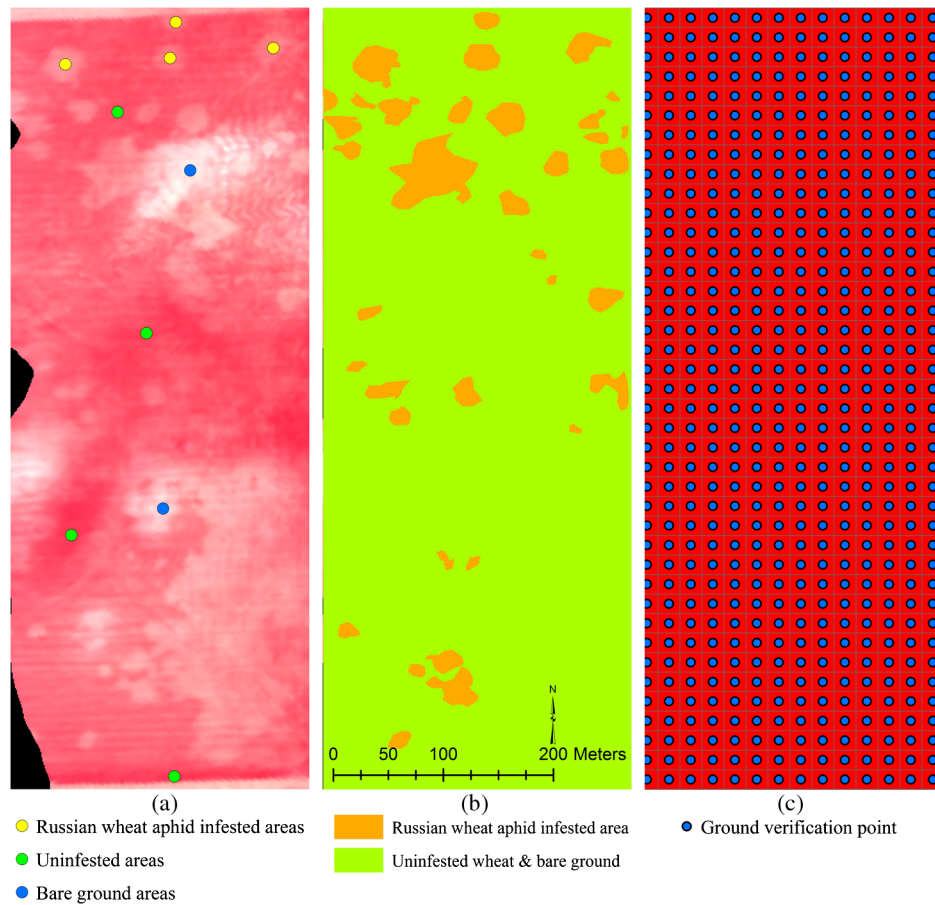 N
0 50 100 200 Meters
(a) (b) (c)
Russian wheat aphid infested areas
Uninfested areas
Bare ground areas
Russian wheat aphid infested area
Uninfested wheat & bare ground
Ground verification point